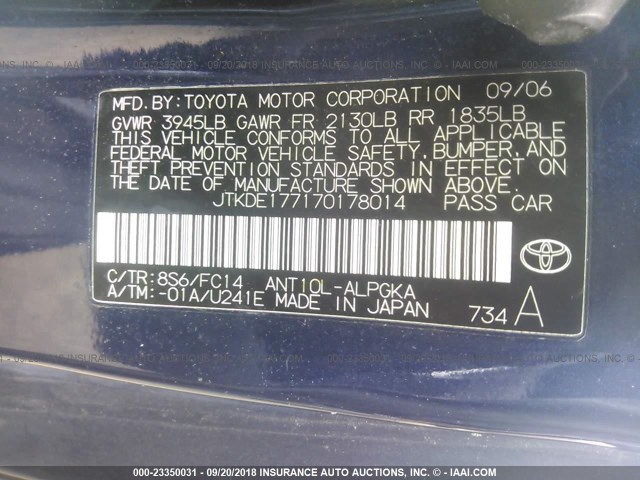 MFD. BY: TOYOTA MOTOR CORPORATION 09/06
GVWR 3945LB GAWR FR 2130LB RR 1835LB
THIS VEHICLE CONFORMS TO ALL APPLICABLE
FEDERAL MOTOR VEHICLE SAFETY, BUMPER, AND
THEFT PREVENTION STANDARDS IN EFFECT ON
THE DATE OF MANUFACTURE SHOWN ABOVE.
JTKDE177170178014 PASS CAR
C/TR: 8S6/FC14 ANT10L-ALPGKA
A/TM: -01A/U241E MADE IN JAPAN 734 A
000-23350031 - 09/20/2018 - INSURANCE AUTO AUCTIONS - WWW.IAAI.COM